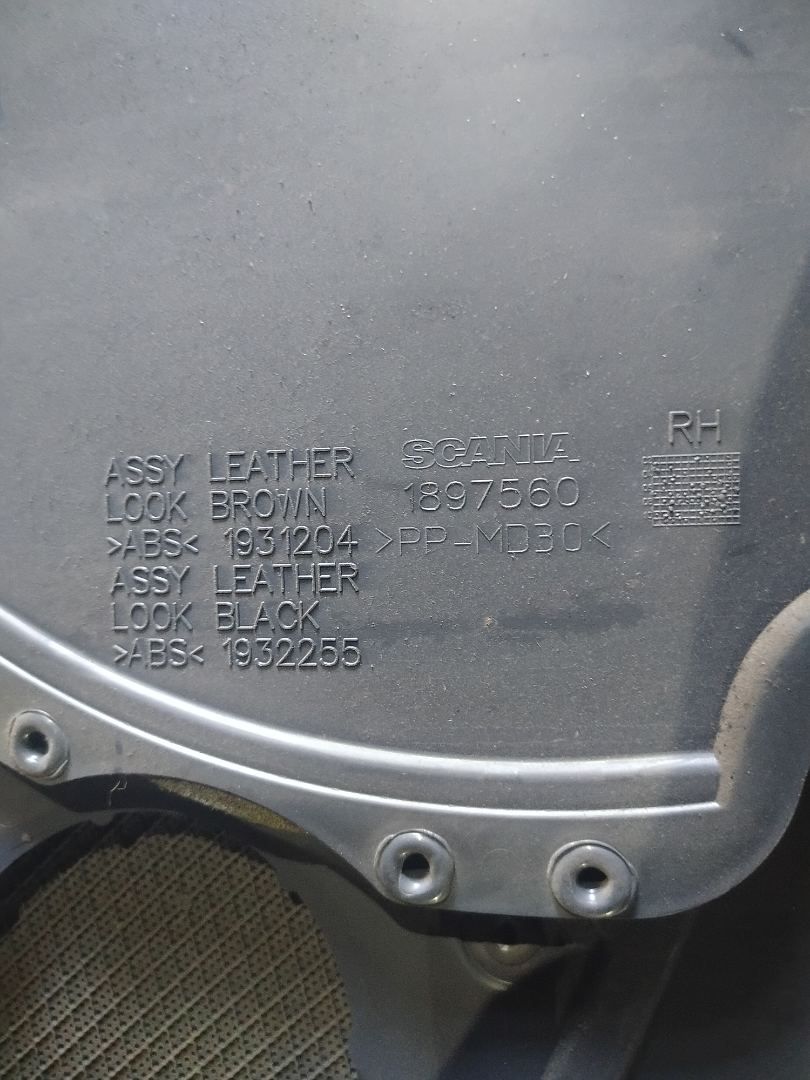 ASSY LEATHER
LOOK BROWN
>ABS< 1931204
ASSY LEATHER
LOOK BLACK
>ABS< 1932255
SCANIA
1897560
>PP-MD30<
RH